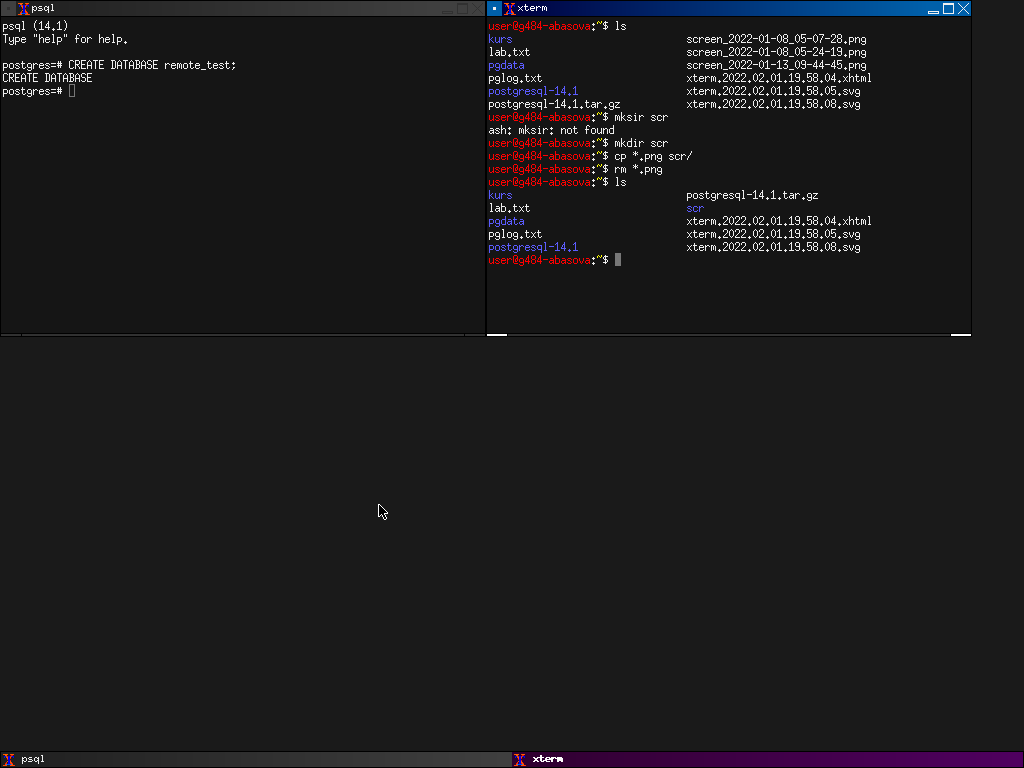 psql
psql (14.1)
Type "help" for help.
postgres=# CREATE DATABASE remote_test;
CREATE DATABASE
postgres=#
xterm
user@g484-abasova:~$ ls
kurs screen_2022-01-08_05-07-28.png
lab.txt screen_2022-01-08_05-24-19.png
pgdata screen_2022-01-13_09-44-45.png
pglog.txt xterm.2022.02.01.19.58.04.xhtml
postgresql-14.1 xterm.2022.02.01.19.58.05.svg
postgresql-14.1.tar.gz xterm.2022.02.01.19.58.08.svg
user@g484-abasova:~$ mksir scr
ash: mksir: not found
user@g484-abasova:~$ mkdir scr
user@g484-abasova:~$ cp *.png scr/
user@g484-abasova:~$ rm *.png
user@g484-abasova:~$ ls
kurs postgresql-14.1.tar.gz
lab.txt scr
pgdata xterm.2022.02.01.19.58.04.xhtml
pglog.txt xterm.2022.02.01.19.58.05.svg
postgresql-14.1 xterm.2022.02.01.19.58.08.svg
user@g484-abasova:~$
psql
xterm